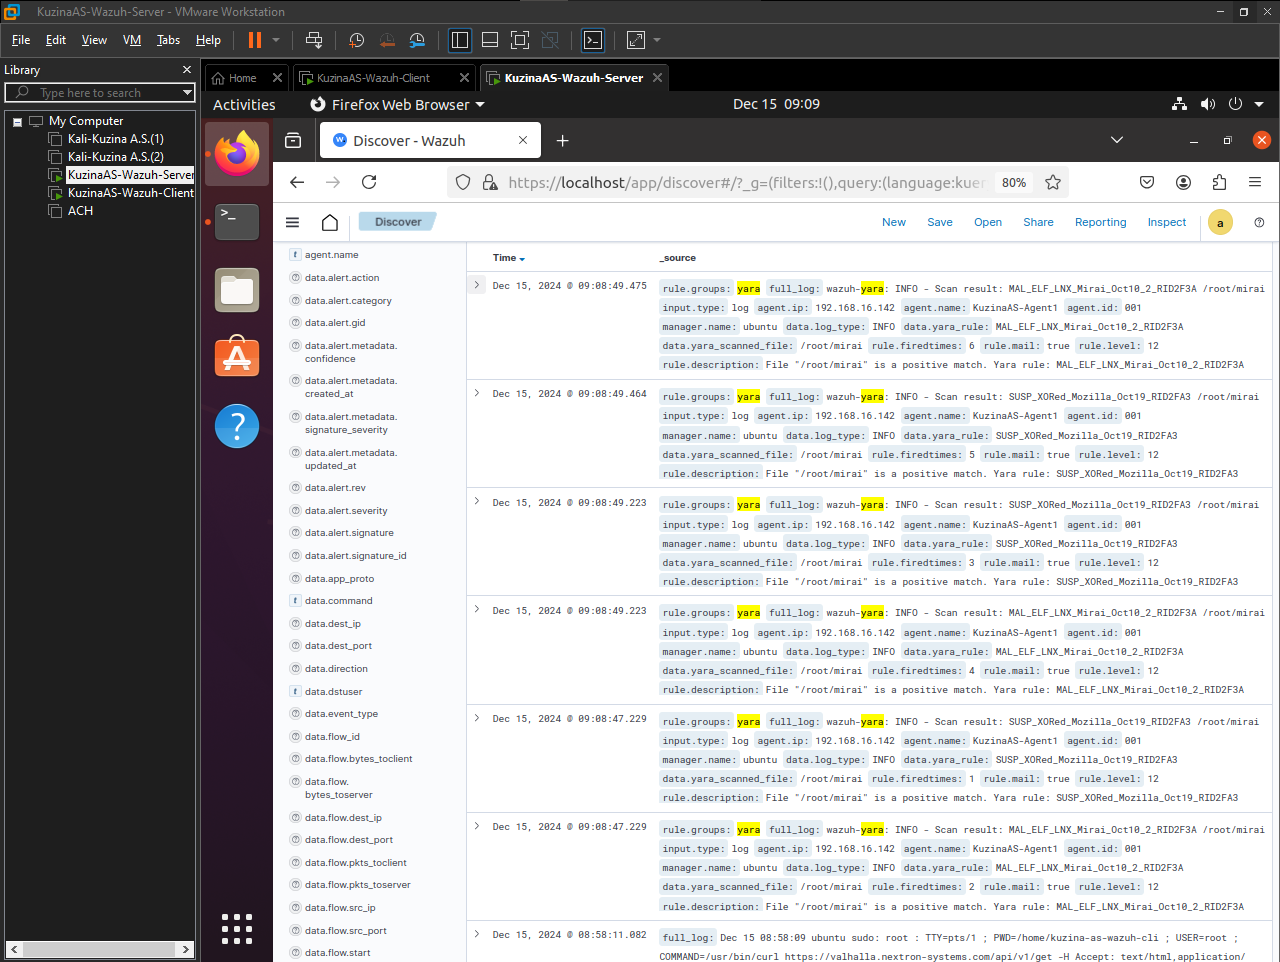 KuzinaAS-Wazuh-Server - VMware Workstation
File Edit View VM Tabs Help
Library
Type here to search
My Computer
Kali-Kuzina A.S.(1)
Kali-Kuzina A.S.(2)
KuzinaAS-Wazuh-Server
KuzinaAS-Wazuh-Client
ACH
Home
KuzinaAS-Wazuh-Client
KuzinaAS-Wazuh-Server
Activities
Firefox Web Browser
Dec 15 09:09
Discover - Wazuh
https://localhost/app/discover#/?_g=(filters:!(),query:(language:kuer
80%
Discover
New Save Open Share Reporting Inspect
a
agent.name
data.alert.action
data.alert.category
data.alert.gid
data.alert.metadata.
confidence
data.alert.metadata.
created_at
data.alert.metadata.
signature_severity
data.alert.metadata.
updated_at
data.alert.rev
data.alert.severity
data.alert.signature
data.alert.signature_id
data.app_proto
data.command
data.dest_ip
data.dest_port
data.direction
data.dstuser
data.event_type
data.flow_id
data.flow.bytes_toclient
data.flow.
bytes_toserver
data.flow.dest_ip
data.flow.dest_port
data.flow.pkts_toclient
data.flow.pkts_toserver
data.flow.src_ip
data.flow.src_port
data.flow.start
Time _source
Dec 15, 2024 @ 09:08:49.475
rule.groups: yara full_log: wazuh-yara: INFO - Scan result: MAL_ELF_LNX_Mirai_Oct10_2_RID2F3A /root/mirai
input.type: log agent.ip: 192.168.16.142 agent.name: KuzinaAS-Agent1 agent.id: 001
manager.name: ubuntu data.log_type: INFO data.yara_rule: MAL_ELF_LNX_Mirai_Oct10_2_RID2F3A
data.yara_scanned_file: /root/mirai rule.firedtimes: 6 rule.mail: true rule.level: 12
rule.description: File "/root/mirai" is a positive match. Yara rule: MAL_ELF_LNX_Mirai_Oct10_2_RID2F3A
Dec 15, 2024 @ 09:08:49.464
rule.groups: yara full_log: wazuh-yara: INFO - Scan result: SUSP_XORed_Mozilla_Oct19_RID2FA3 /root/mirai
input.type: log agent.ip: 192.168.16.142 agent.name: KuzinaAS-Agent1 agent.id: 001
manager.name: ubuntu data.log_type: INFO data.yara_rule: SUSP_XORed_Mozilla_Oct19_RID2FA3
data.yara_scanned_file: /root/mirai rule.firedtimes: 5 rule.mail: true rule.level: 12
rule.description: File "/root/mirai" is a positive match. Yara rule: SUSP_XORed_Mozilla_Oct19_RID2FA3
Dec 15, 2024 @ 09:08:49.223
rule.groups: yara full_log: wazuh-yara: INFO - Scan result: SUSP_XORed_Mozilla_Oct19_RID2FA3 /root/mirai
input.type: log agent.ip: 192.168.16.142 agent.name: KuzinaAS-Agent1 agent.id: 001
manager.name: ubuntu data.log_type: INFO data.yara_rule: SUSP_XORed_Mozilla_Oct19_RID2FA3
data.yara_scanned_file: /root/mirai rule.firedtimes: 3 rule.mail: true rule.level: 12
rule.description: File "/root/mirai" is a positive match. Yara rule: SUSP_XORed_Mozilla_Oct19_RID2FA3
Dec 15, 2024 @ 09:08:49.223
rule.groups: yara full_log: wazuh-yara: INFO - Scan result: MAL_ELF_LNX_Mirai_Oct10_2_RID2F3A /root/mirai
input.type: log agent.ip: 192.168.16.142 agent.name: KuzinaAS-Agent1 agent.id: 001
manager.name: ubuntu data.log_type: INFO data.yara_rule: MAL_ELF_LNX_Mirai_Oct10_2_RID2F3A
data.yara_scanned_file: /root/mirai rule.firedtimes: 4 rule.mail: true rule.level: 12
rule.description: File "/root/mirai" is a positive match. Yara rule: MAL_ELF_LNX_Mirai_Oct10_2_RID2F3A
Dec 15, 2024 @ 09:08:47.229
rule.groups: yara full_log: wazuh-yara: INFO - Scan result: SUSP_XORed_Mozilla_Oct19_RID2FA3 /root/mirai
input.type: log agent.ip: 192.168.16.142 agent.name: KuzinaAS-Agent1 agent.id: 001
manager.name: ubuntu data.log_type: INFO data.yara_rule: SUSP_XORed_Mozilla_Oct19_RID2FA3
data.yara_scanned_file: /root/mirai rule.firedtimes: 1 rule.mail: true rule.level: 12
rule.description: File "/root/mirai" is a positive match. Yara rule: SUSP_XORed_Mozilla_Oct19_RID2FA3
Dec 15, 2024 @ 09:08:47.229
rule.groups: yara full_log: wazuh-yara: INFO - Scan result: MAL_ELF_LNX_Mirai_Oct10_2_RID2F3A /root/mirai
input.type: log agent.ip: 192.168.16.142 agent.name: KuzinaAS-Agent1 agent.id: 001
manager.name: ubuntu data.log_type: INFO data.yara_rule: MAL_ELF_LNX_Mirai_Oct10_2_RID2F3A
data.yara_scanned_file: /root/mirai rule.firedtimes: 2 rule.mail: true rule.level: 12
rule.description: File "/root/mirai" is a positive match. Yara rule: MAL_ELF_LNX_Mirai_Oct10_2_RID2F3A
Dec 15, 2024 @ 08:58:11.082
full_log: Dec 15 08:58:09 ubuntu sudo: root : TTY=pts/1 ; PWD=/home/kuzina-as-wazuh-cli ; USER=root ;
COMMAND=/usr/bin/curl https://valhalla.nextron-systems.com/api/v1/get -H Accept: text/html,application/